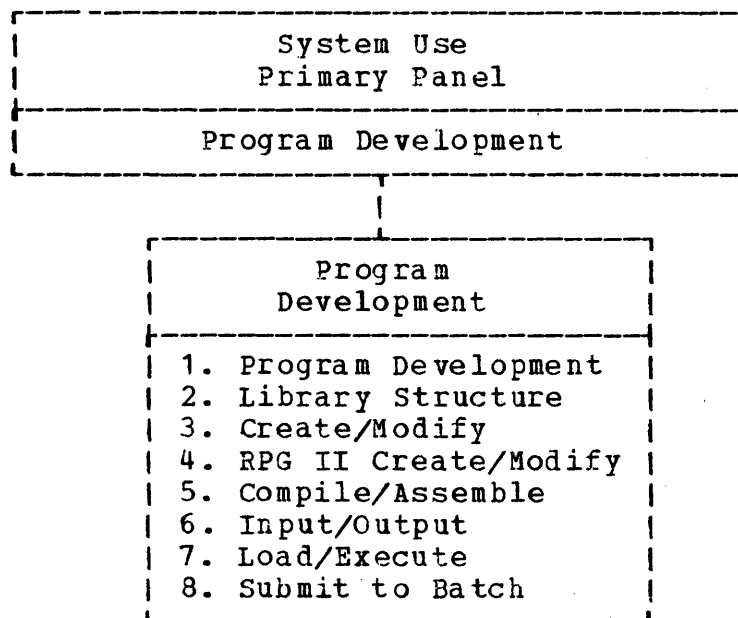 System Use
Primary Panel
Program Development
Program
Development
1. Program Development
2. Library Structure
3. Create/Modify
4. RPG II Create/Modify
5. Compile/Assemble
6. Input/Output
7. Load/Execute
8. Submit to Batch